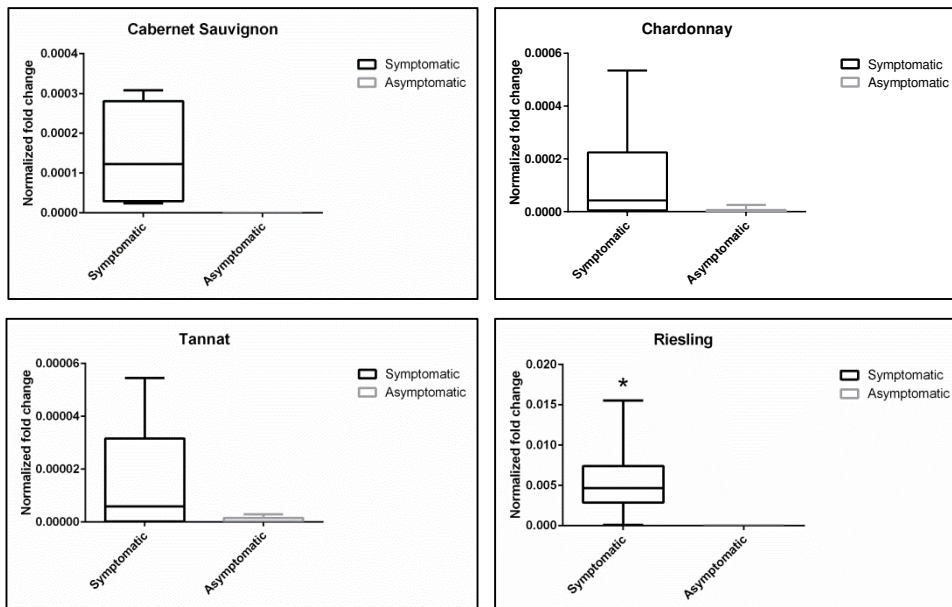 Cabernet Sauvignon
Normalized fold change
0.0004
0.0003
0.0002
0.0001
0.0000
Symptomatic
Asymptomatic
Symptomatic
Asymptomatic
Chardonnay
Normalized fold change
0.0006
0.0004
0.0002
0.0000
Symptomatic
Asymptomatic
Symptomatic
Asymptomatic
Tannat
Normalized fold change
0.00006
0.00004
0.00002
0.00000
Symptomatic
Asymptomatic
Symptomatic
Asymptomatic
Riesling
Normalized fold change
0.020
0.015
0.010
0.005
0.000
*
Symptomatic
Asymptomatic
Symptomatic
Asymptomatic